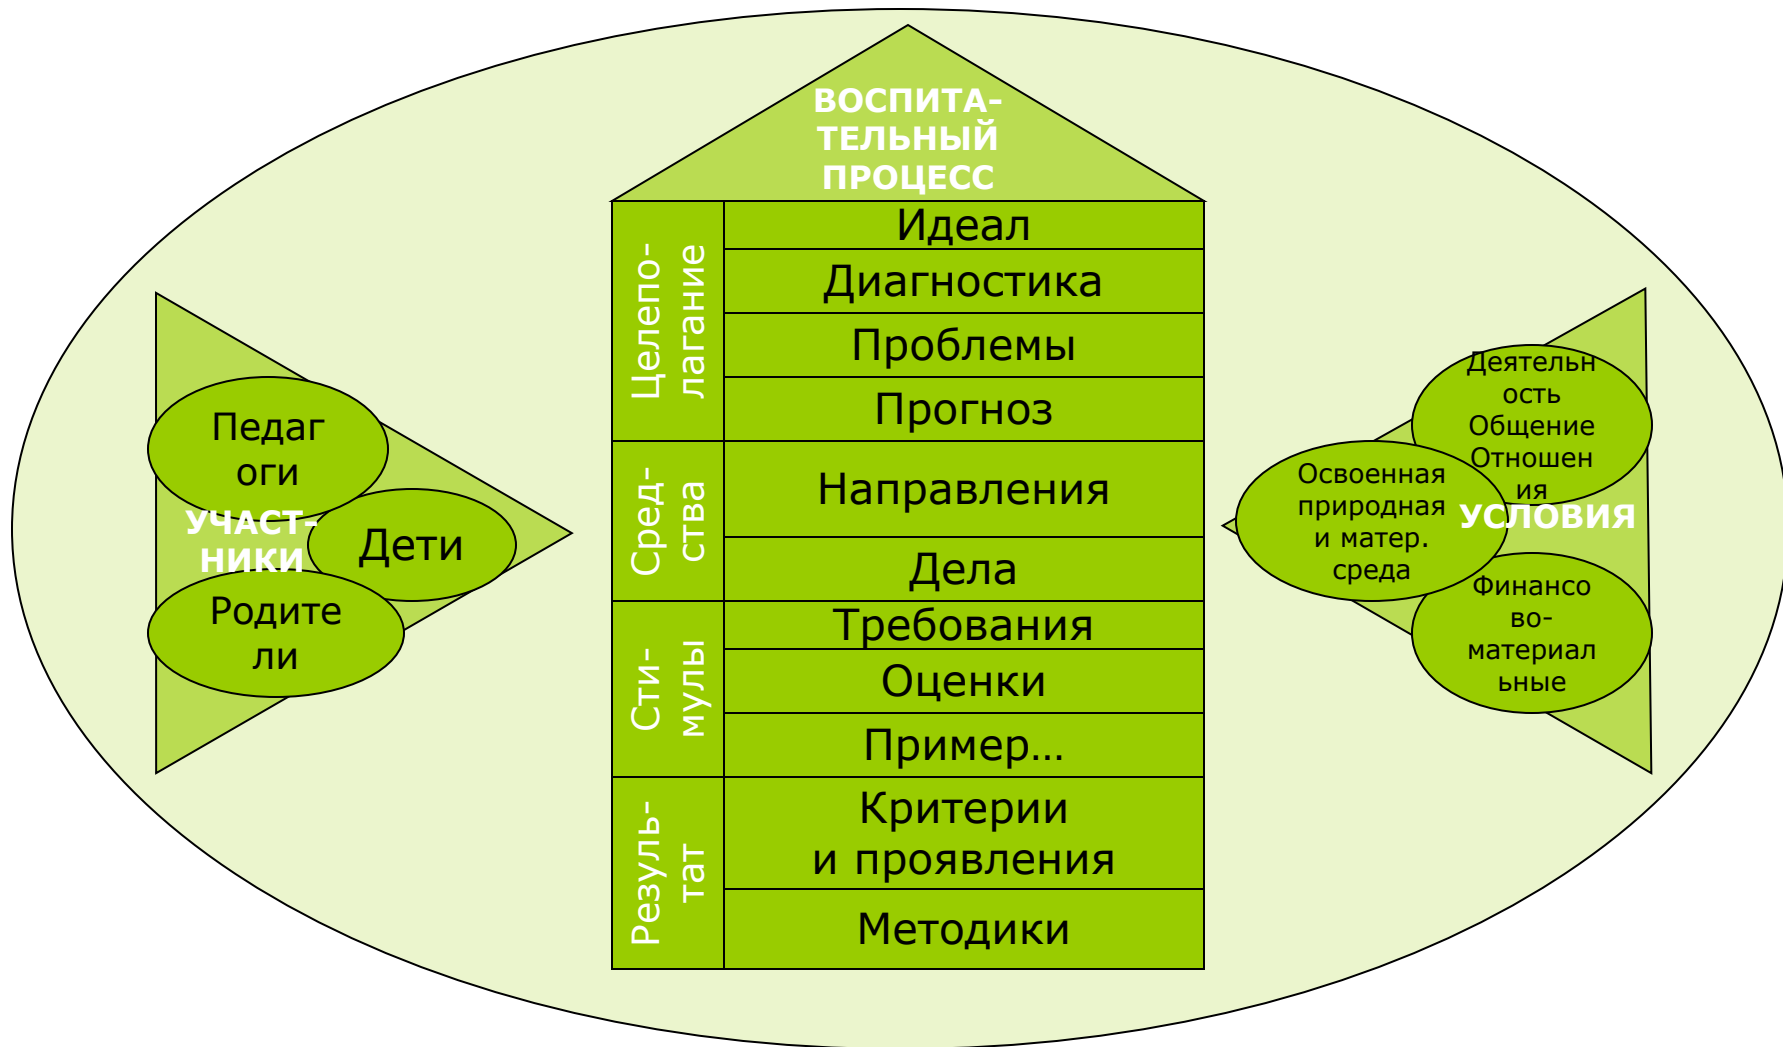 ВОСПИТА-
ТЕЛЬНЫЙ
ПРОЦЕСС
Целепо-
лагание
Идеал
Диагностика
Проблемы
Прогноз
Сред-
ства
Направления
Дела
Сти-
мулы
Требования
Оценки
Пример...
Резуль-
тат
Критерии
и проявления
Методики
Педаг
оги
УЧАСТ-
НИКИ
Дети
Родите
ли
Деятельн
ость
Общение
Отношен
ия
Освоенная
природная
и матер.
среда
УСЛОВИЯ
Финансо
во-
материал
ьные